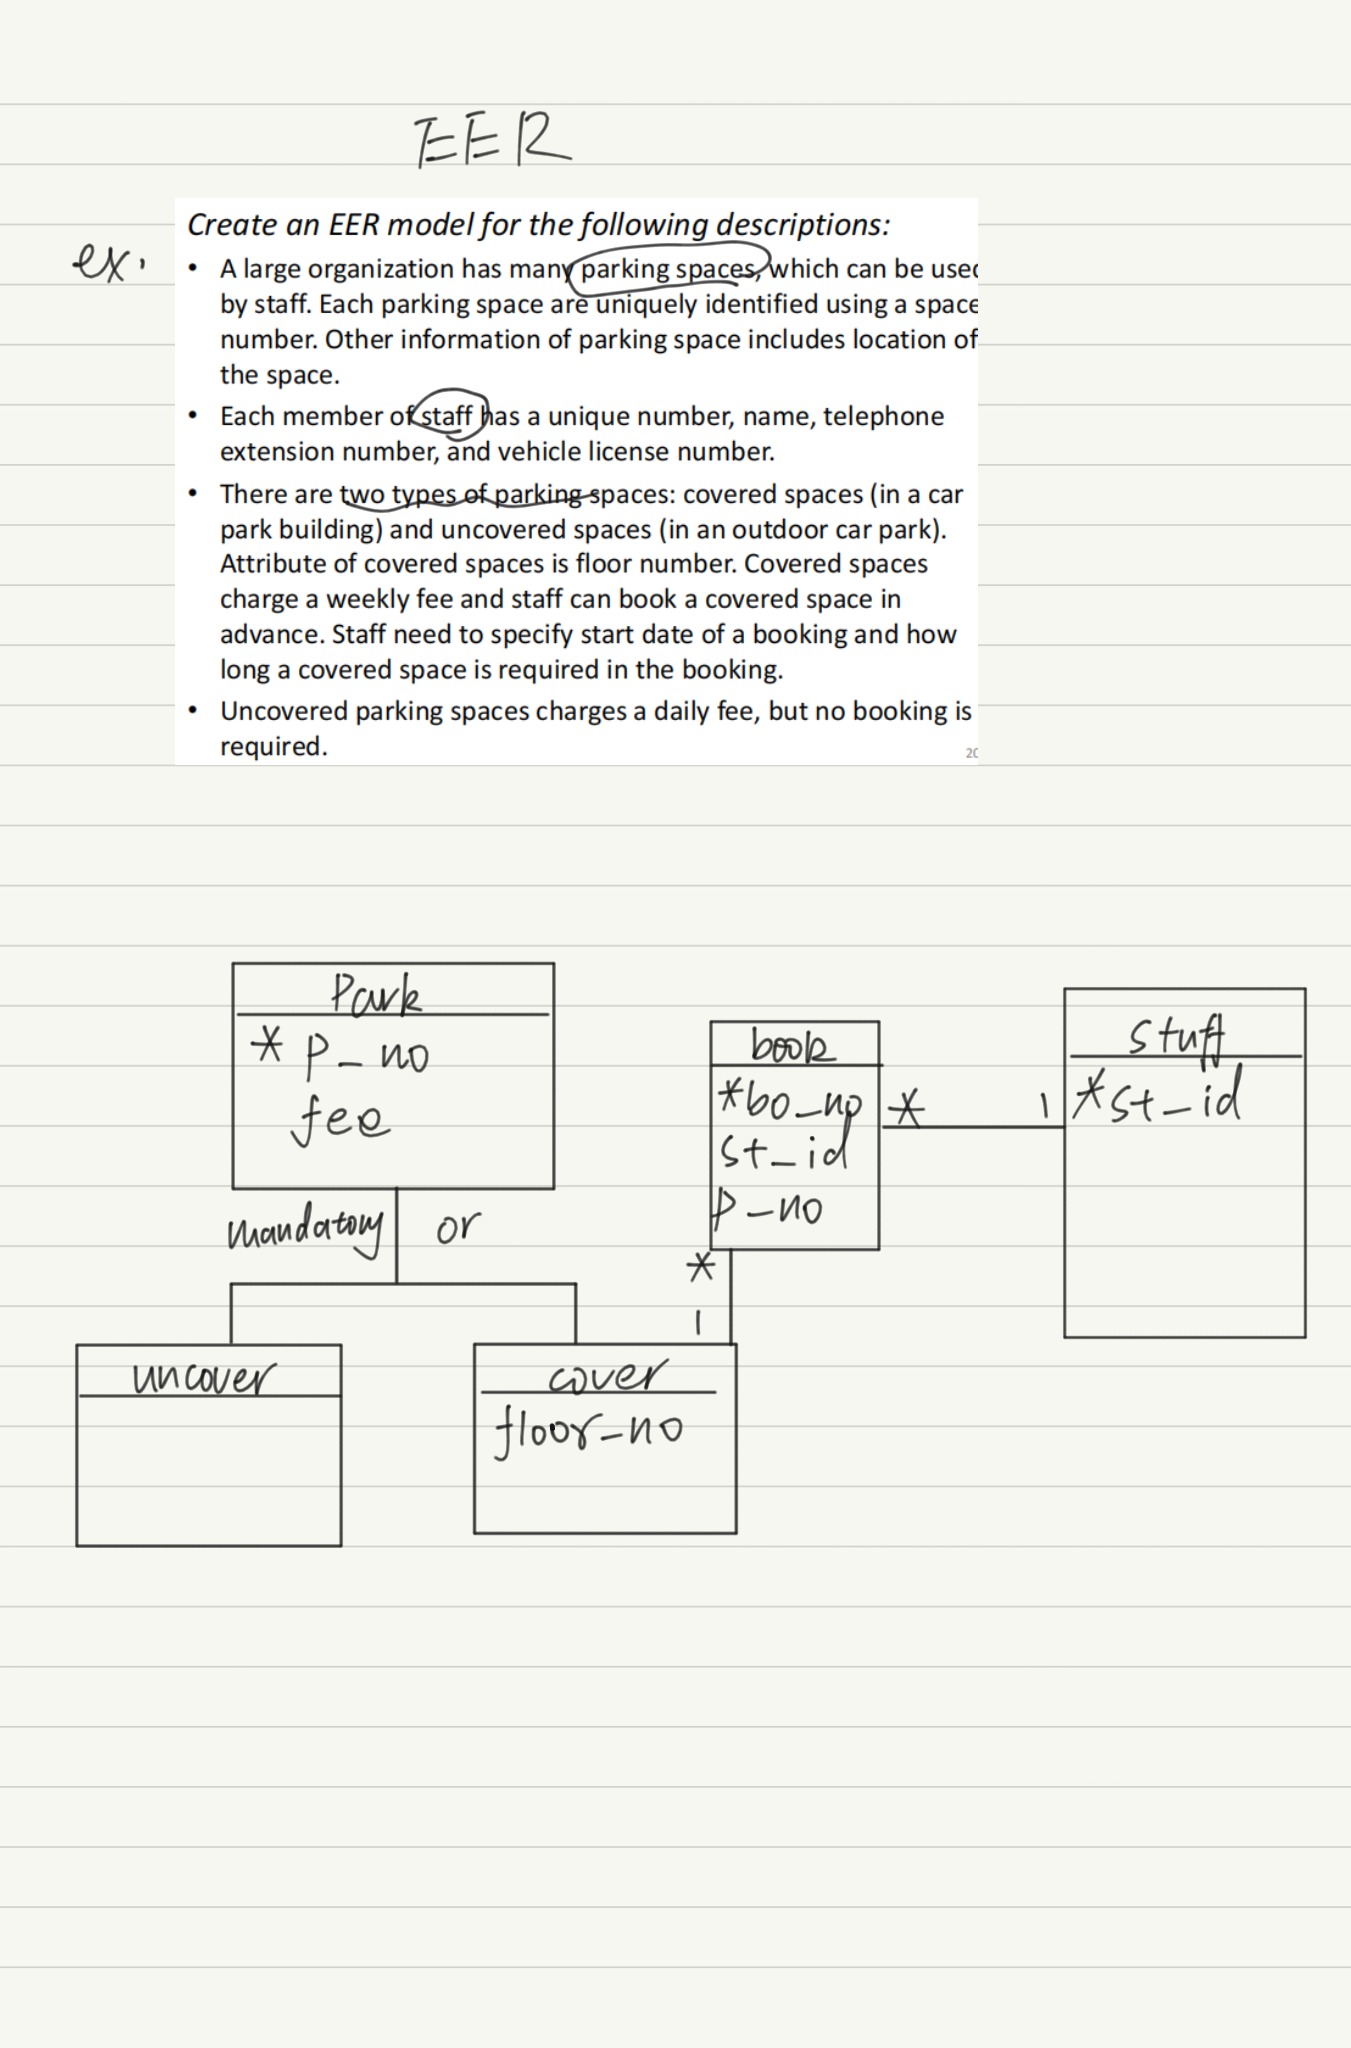 EER
ex.
Create an EER model for the following descriptions:
• A large organization has many parking spaces, which can be used
by staff. Each parking space are uniquely identified using a space
number. Other information of parking space includes location of
the space.
• Each member of staff has a unique number, name, telephone
extension number, and vehicle license number.
• There are two types of parking spaces: covered spaces (in a car
park building) and uncovered spaces (in an outdoor car park).
Attribute of covered spaces is floor number. Covered spaces
charge a weekly fee and staff can book a covered space in
advance. Staff need to specify start date of a booking and how
long a covered space is required in the booking.
• Uncovered parking spaces charges a daily fee, but no booking is
required.
20
Park
* P_no
fee
mandatory or
book
*bo_no
st_id
p_no
* 1
stuff
*st_id
*
1
uncover
cover
floor_no